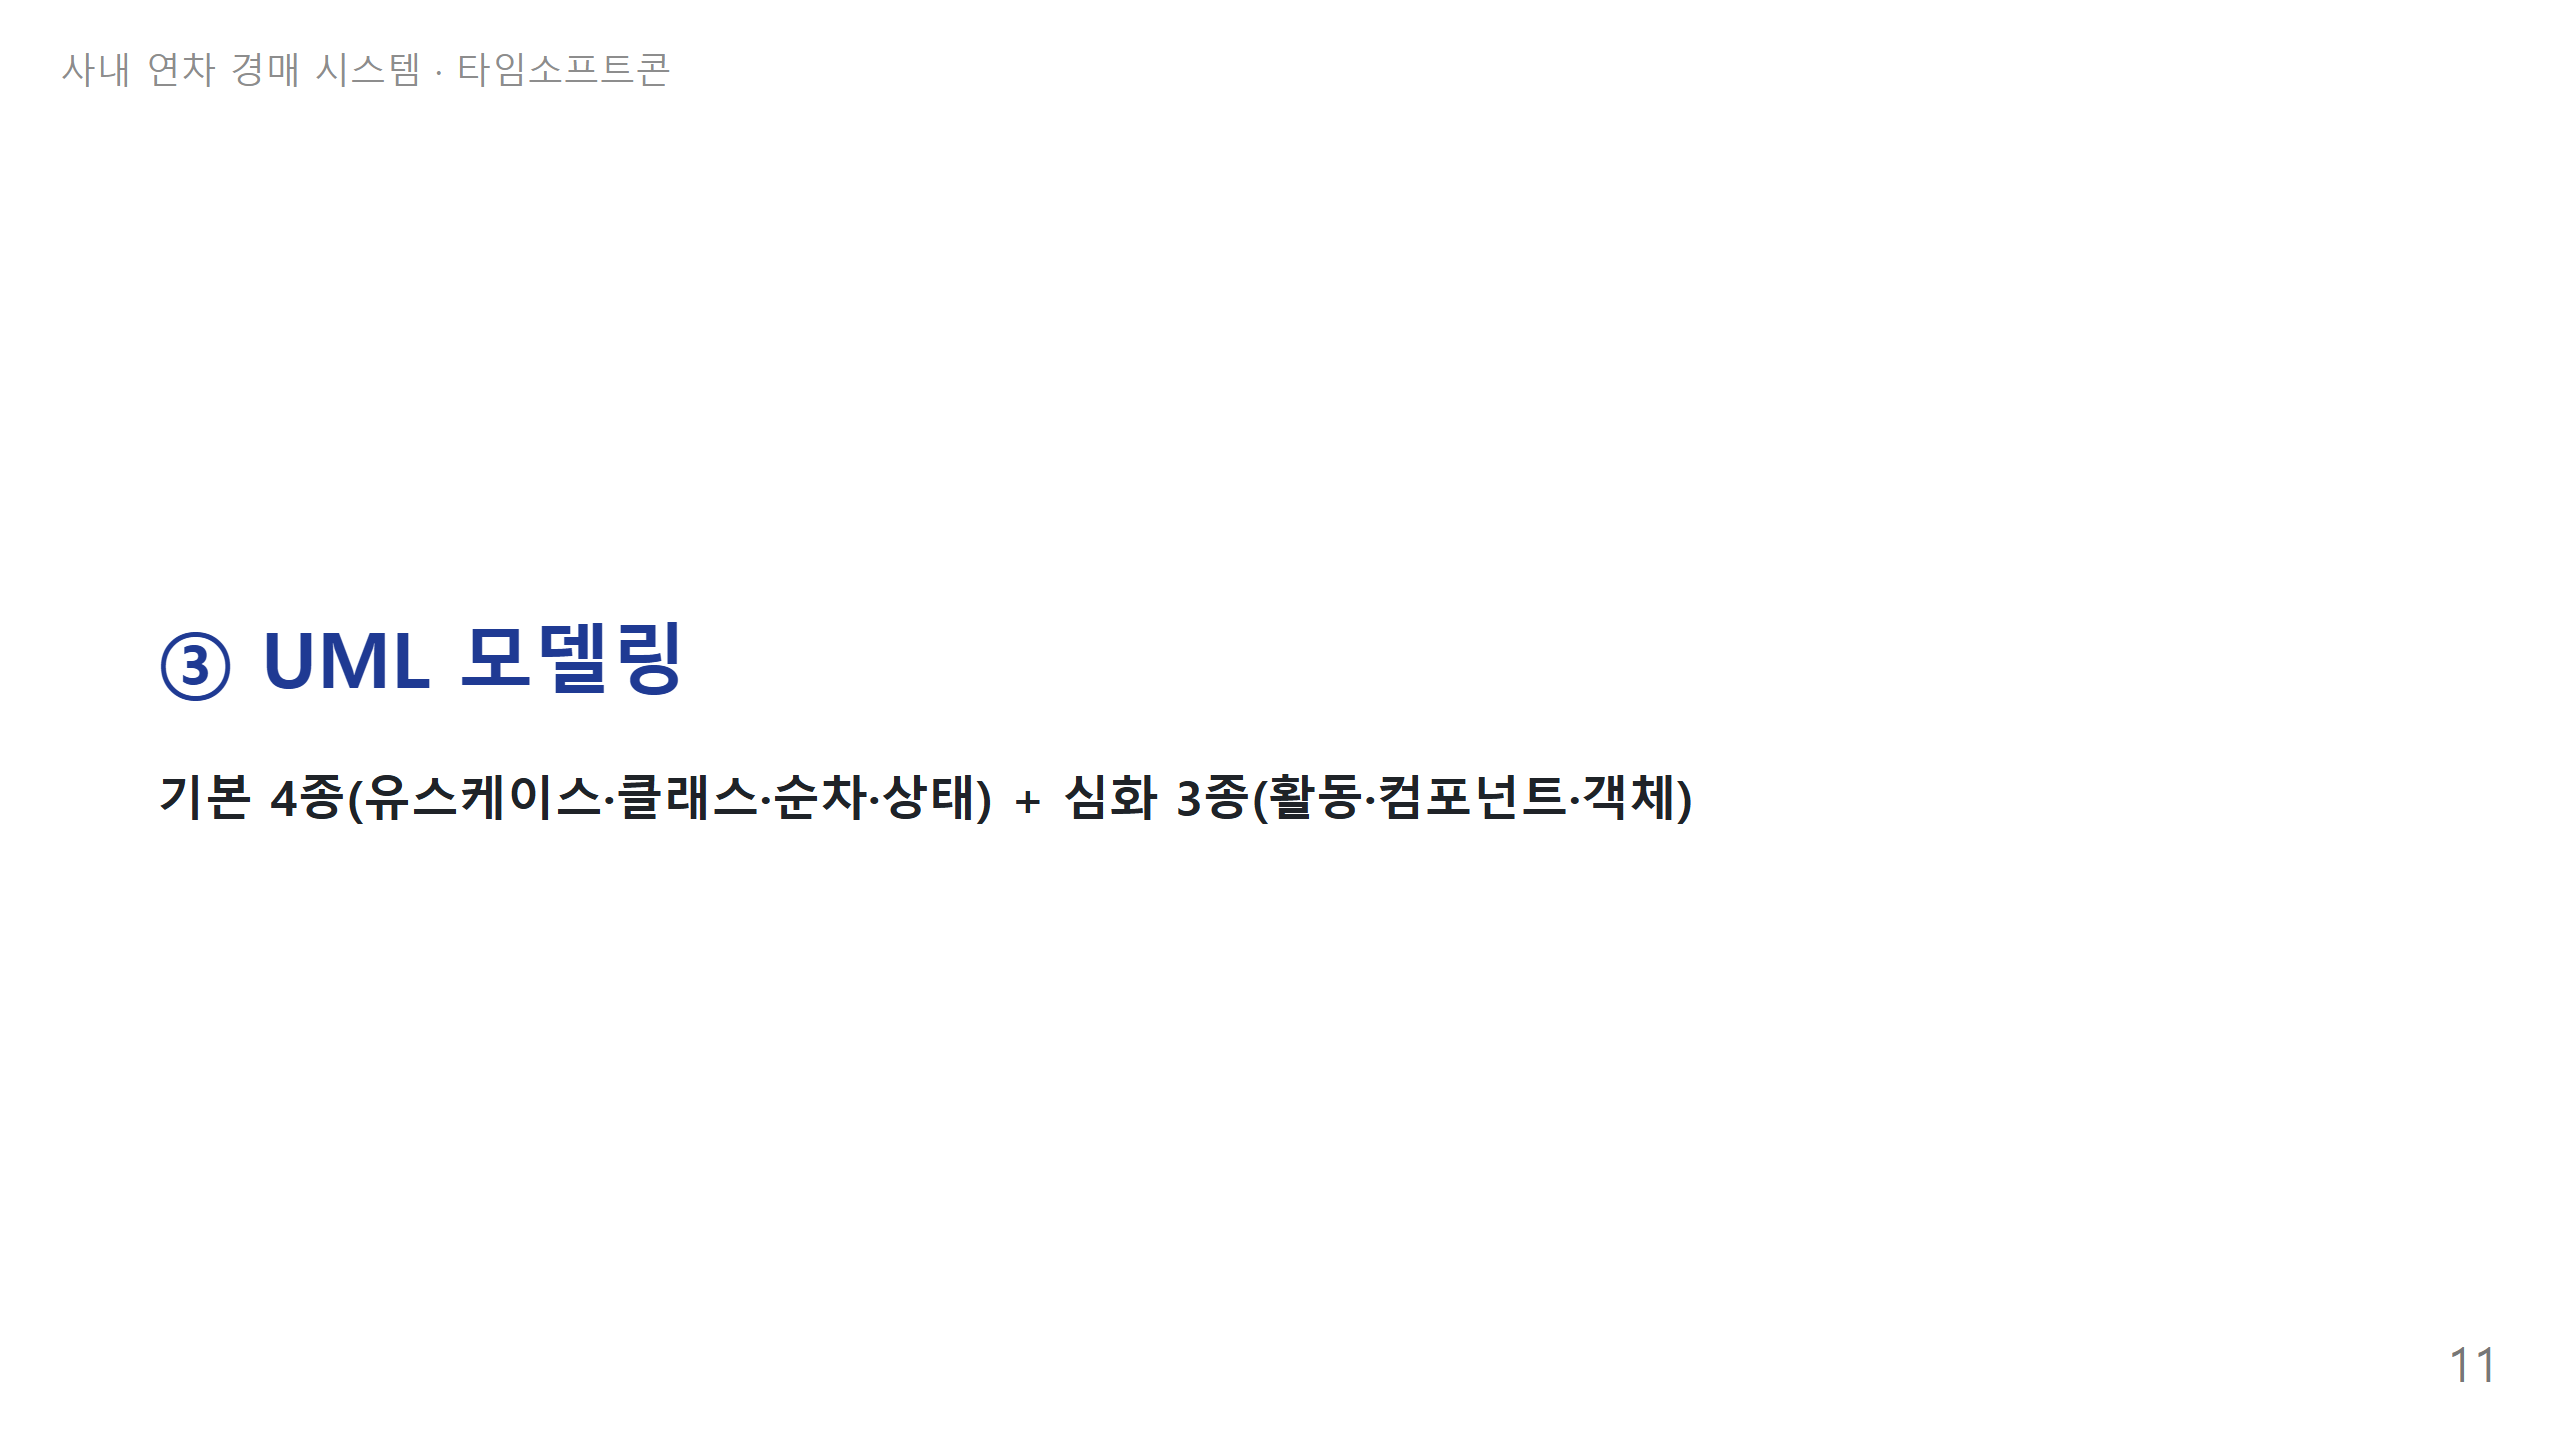 사내 연차 경매 시스템 · 타임소프트콘
③ UML 모델링
기본 4종(유스케이스·클래스·순차·상태) + 심화 3종(활동·컴포넌트·객체)
11